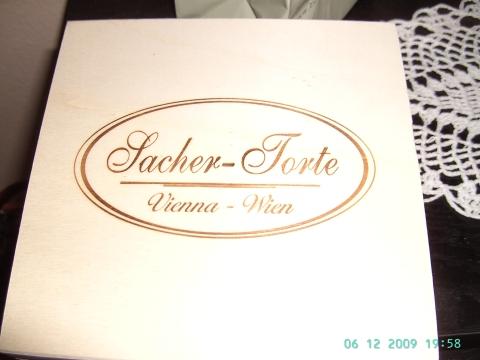 Sacher-Torte
Vienna - Wien
06 12 2009 19:58